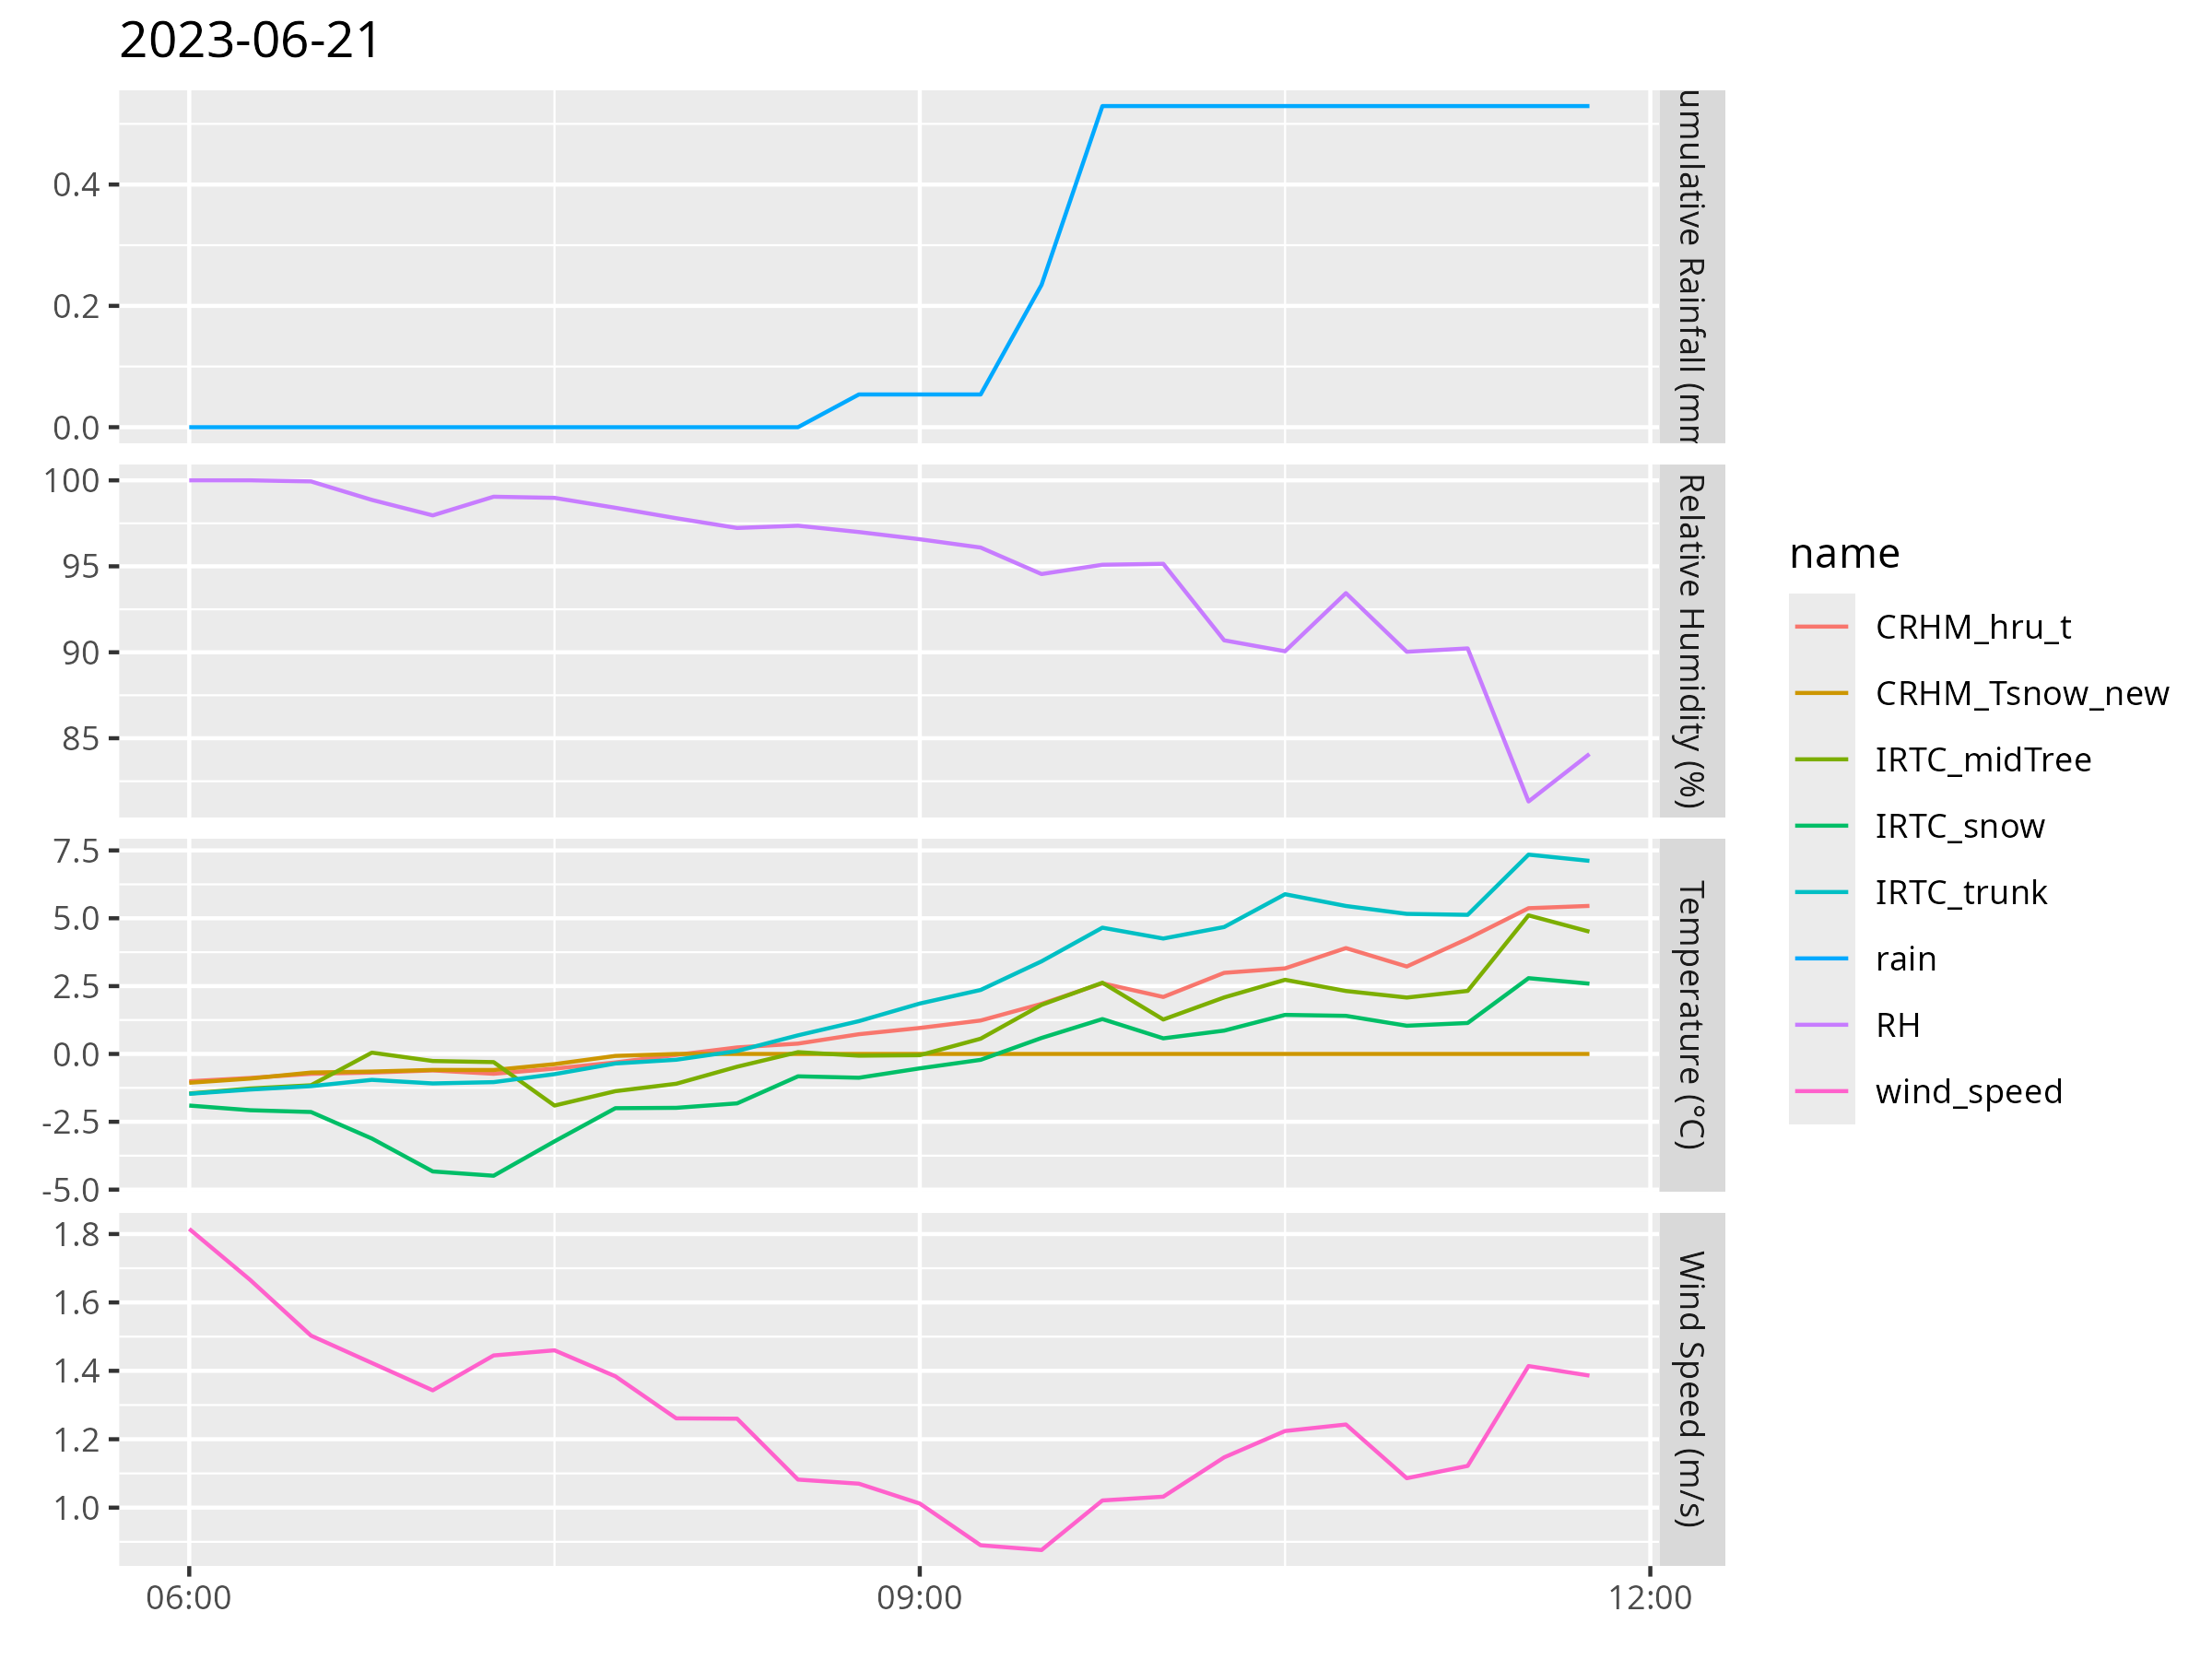 2023-06-21
0.4
0.2
0.0
umulative Rainfall (mm
100
95
90
85
Relative Humidity (%)
7.5
5.0
2.5
0.0
-2.5
-5.0
Temperature (°C)
1.8
1.6
1.4
1.2
1.0
Wind Speed (m/s)
06:00 09:00 12:00
name
CRHM_hru_t
CRHM_Tsnow_new
IRTC_midTree
IRTC_snow
IRTC_trunk
rain
RH
wind_speed